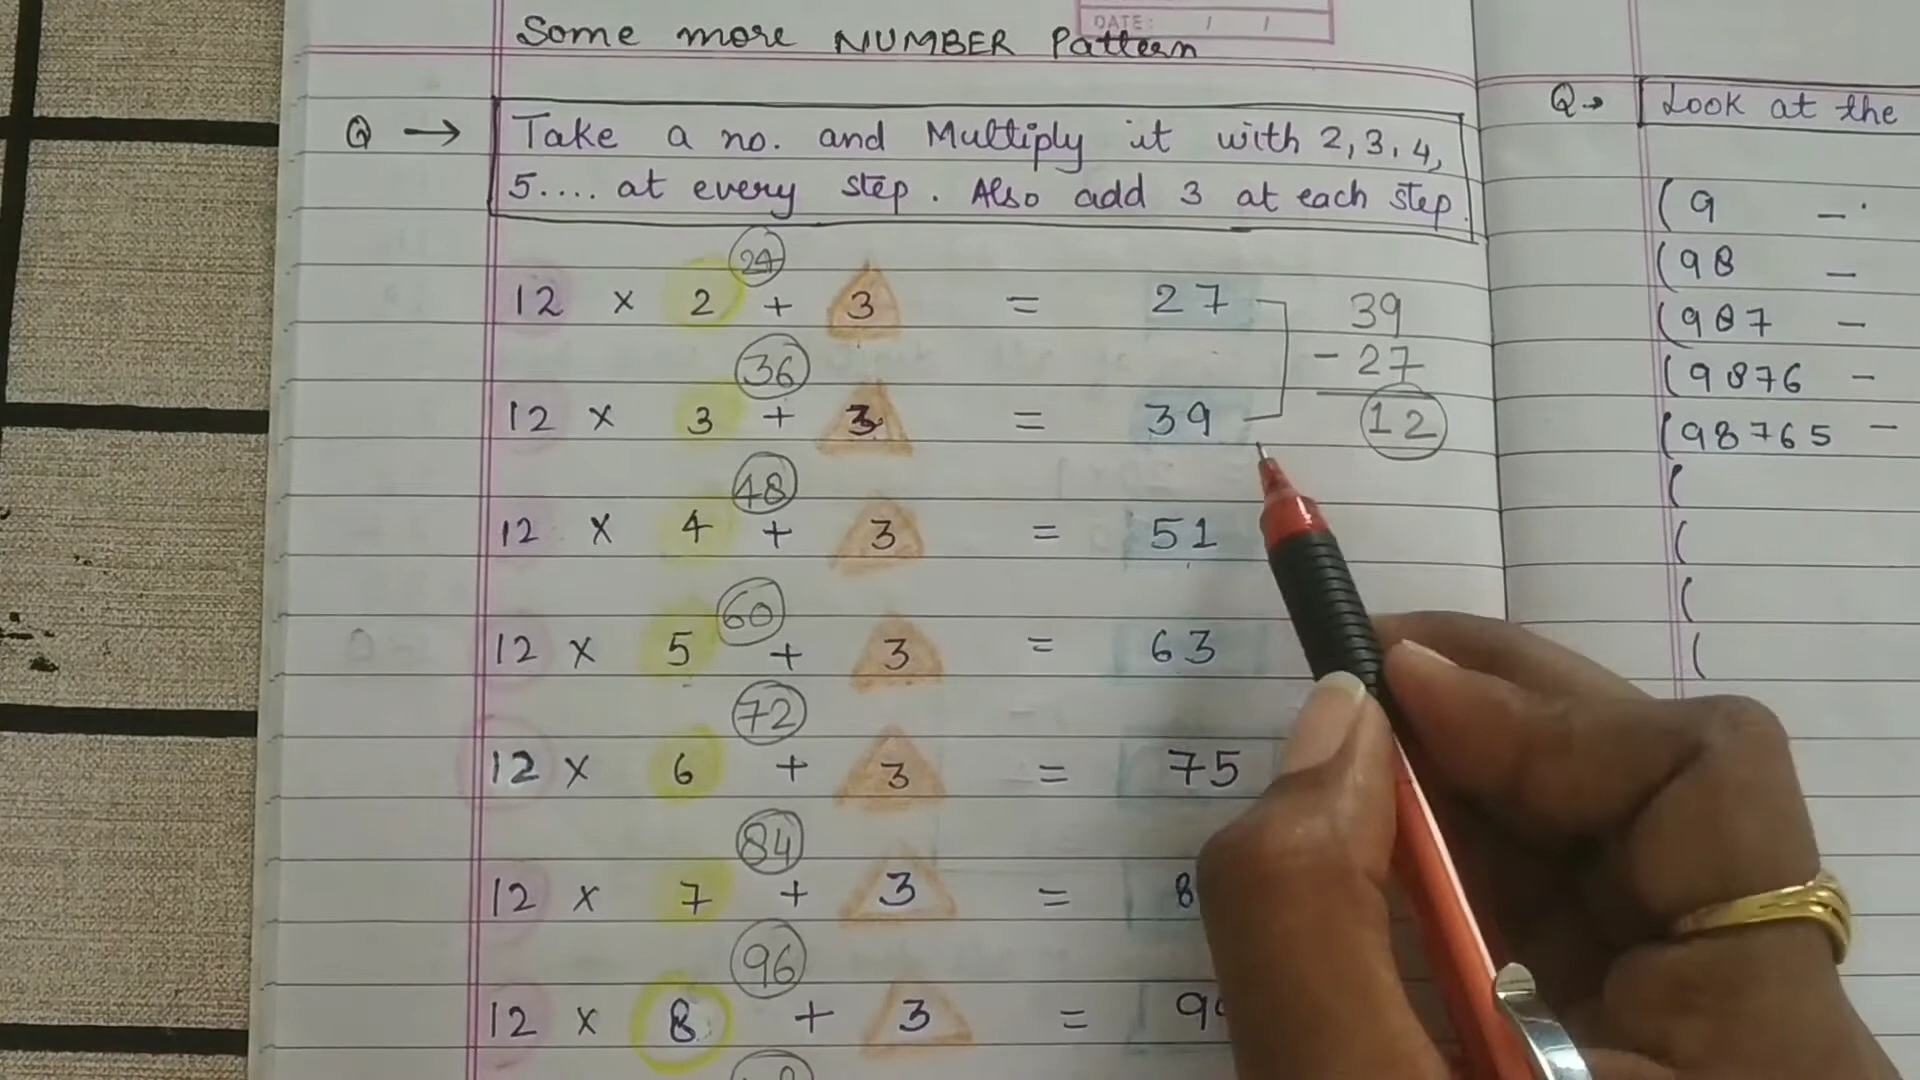 DATE: / /
Some more NUMBER Pattern
Q → Take a no. and Multiply it with 2, 3, 4,
5.... at every step. Also add 3 at each step.
24
12 × 2 + 3 = 27
36
12 × 3 + 3 = 39
48
12 × 4 + 3 = 51
60
12 × 5 + 3 = 63
72
12 × 6 + 3 = 75
84
12 × 7 + 3 = 8
96
12 × 8 + 3 = 9
39
- 27
12
Q → Look at the
(9 -
(98 -
(987 -
(9876 -
(98765 -
(
(
(
(